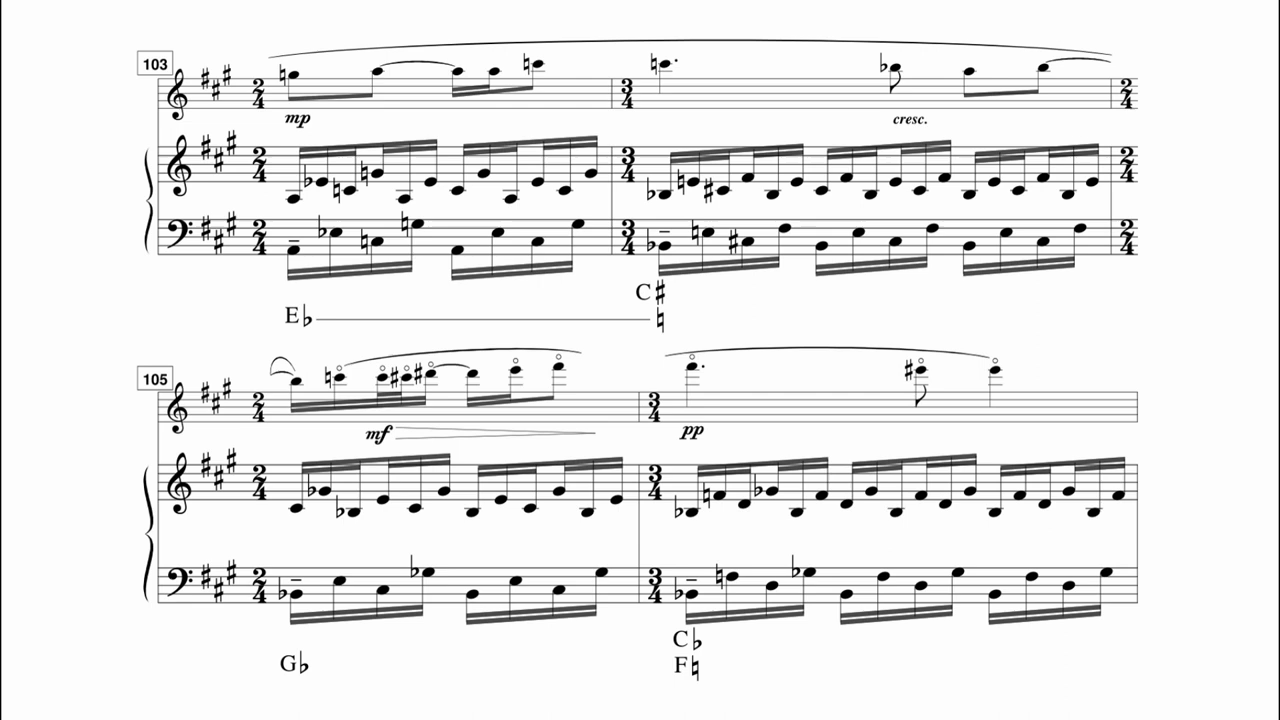 103
mp
cresc.
C♯
E♭ ♮
105
mf
pp
C♭
G♭ F♮